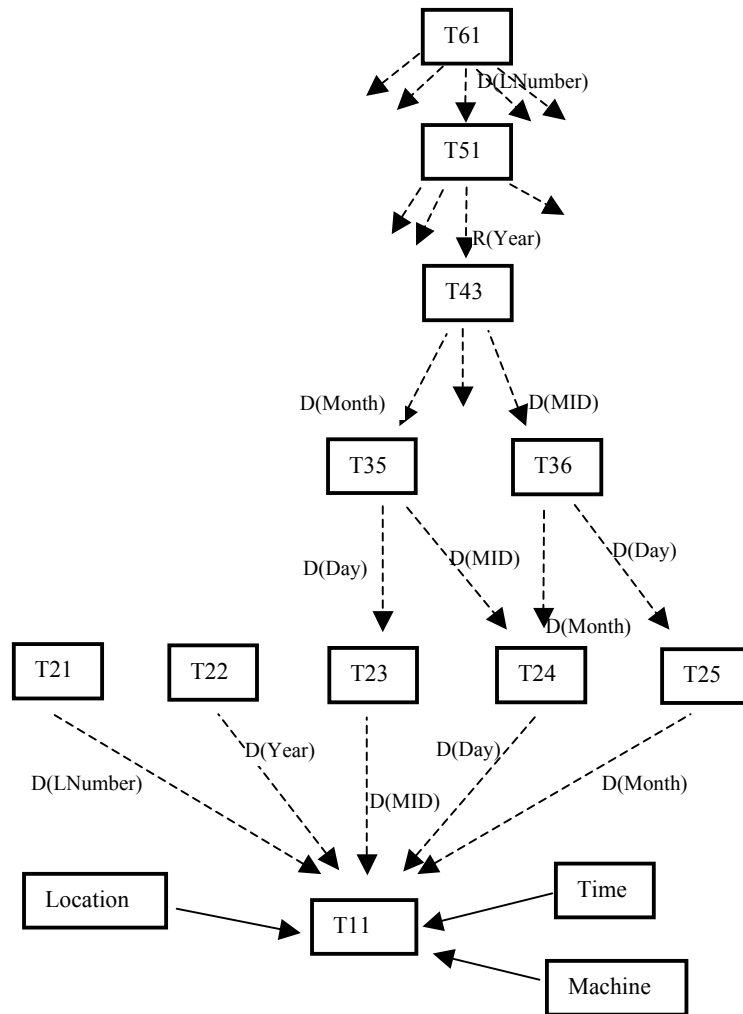 T61
D(LNumber)
T51
R(Year)
T43
D(Month)
D(MID)
T35
T36
D(Day)
D(MID)
D(Day)
D(Month)
T21
T22
T23
T24
T25
D(Year)
D(Day)
D(LNumber)
D(MID)
D(Month)
Location
Time
T11
Machine